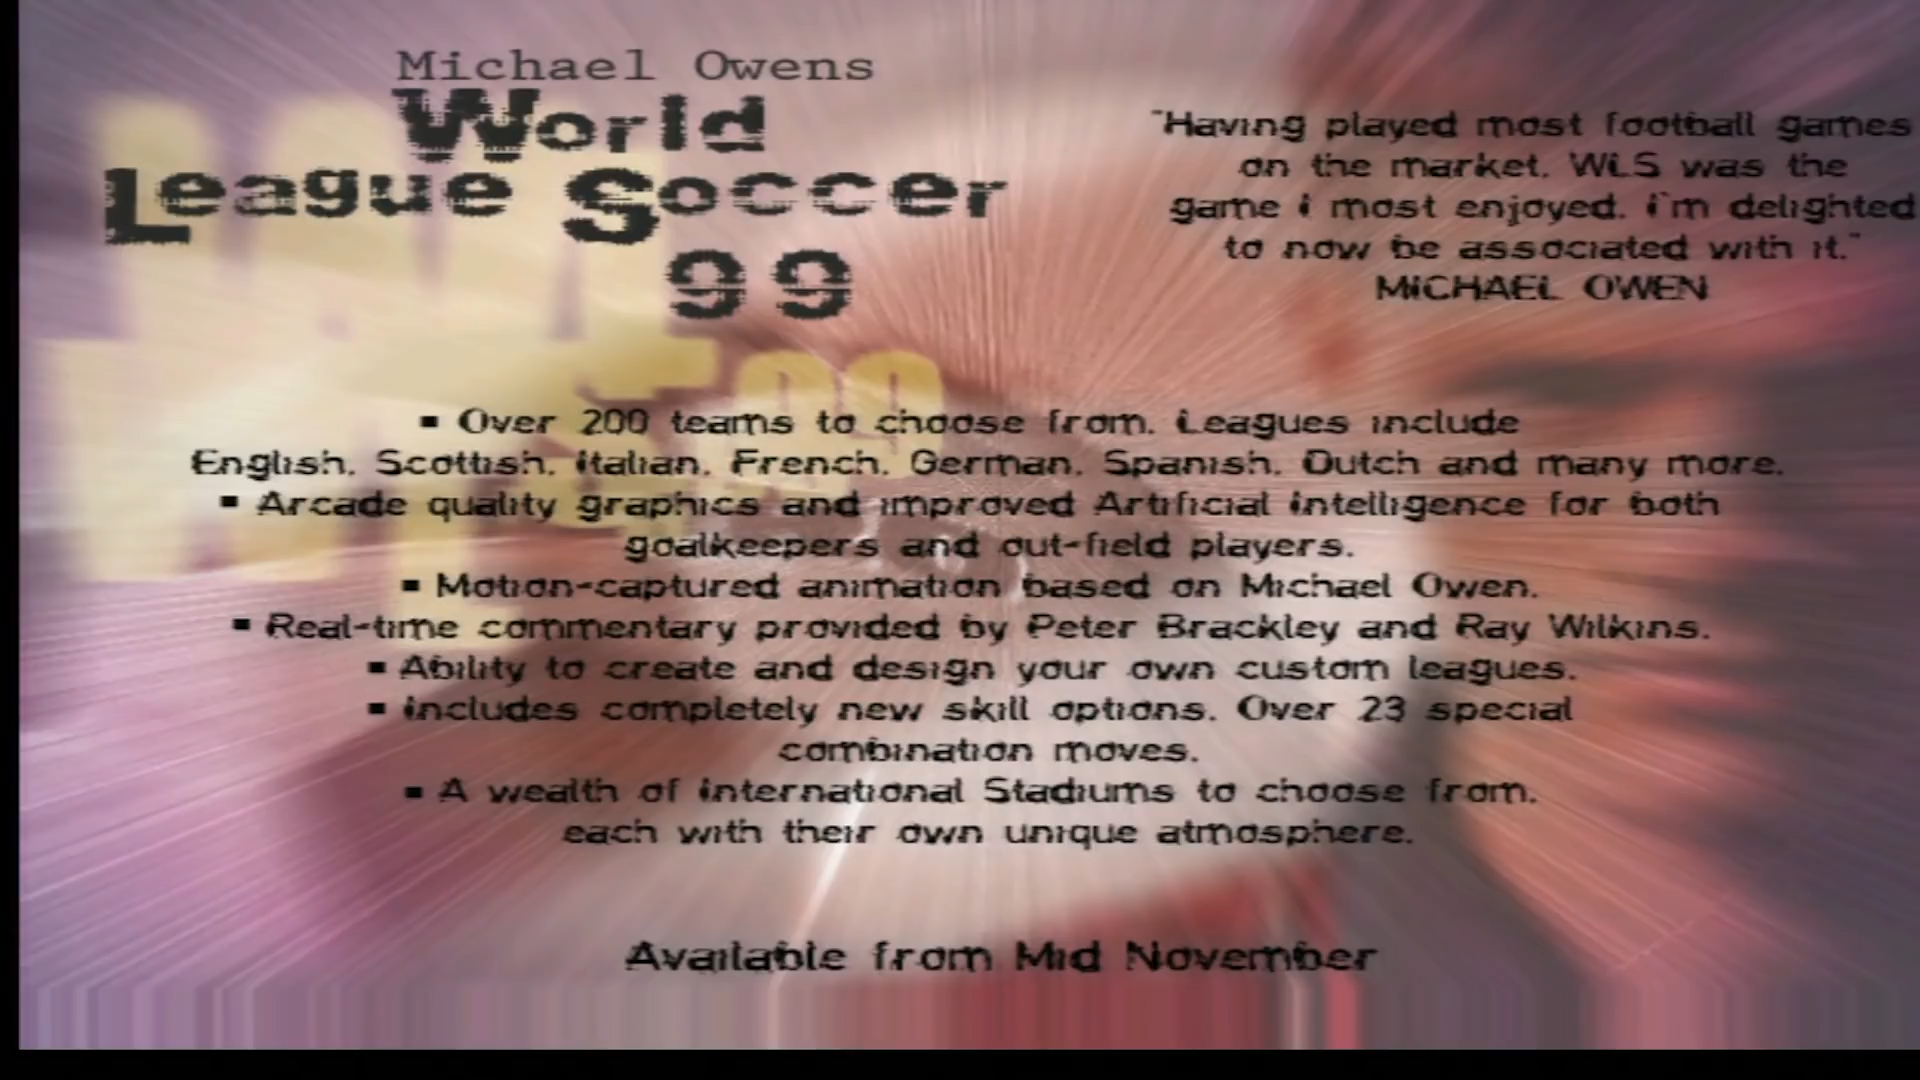 Michael Owens
World
League Soccer
99
"Having played most football games
on the market. WLS was the
game i most enjoyed. i'm delighted
to now be associated with it."
MICHAEL OWEN
▪ Over 200 teams to choose from. Leagues include
English. Scottish. italian. French. German. Spanish. Dutch and many more.
▪ Arcade quality graphics and improved Artificial intelligence for both
goalkeepers and out-field players.
▪ Motion-captured animation based on Michael Owen.
▪ Real-time commentary provided by Peter Brackley and Ray Wilkins.
▪ Ability to create and design your own custom leagues.
▪ includes completely new skill options. Over 23 special
combination moves.
▪ A wealth of international Stadiums to choose from.
each with their own unique atmosphere.
Available from Mid November